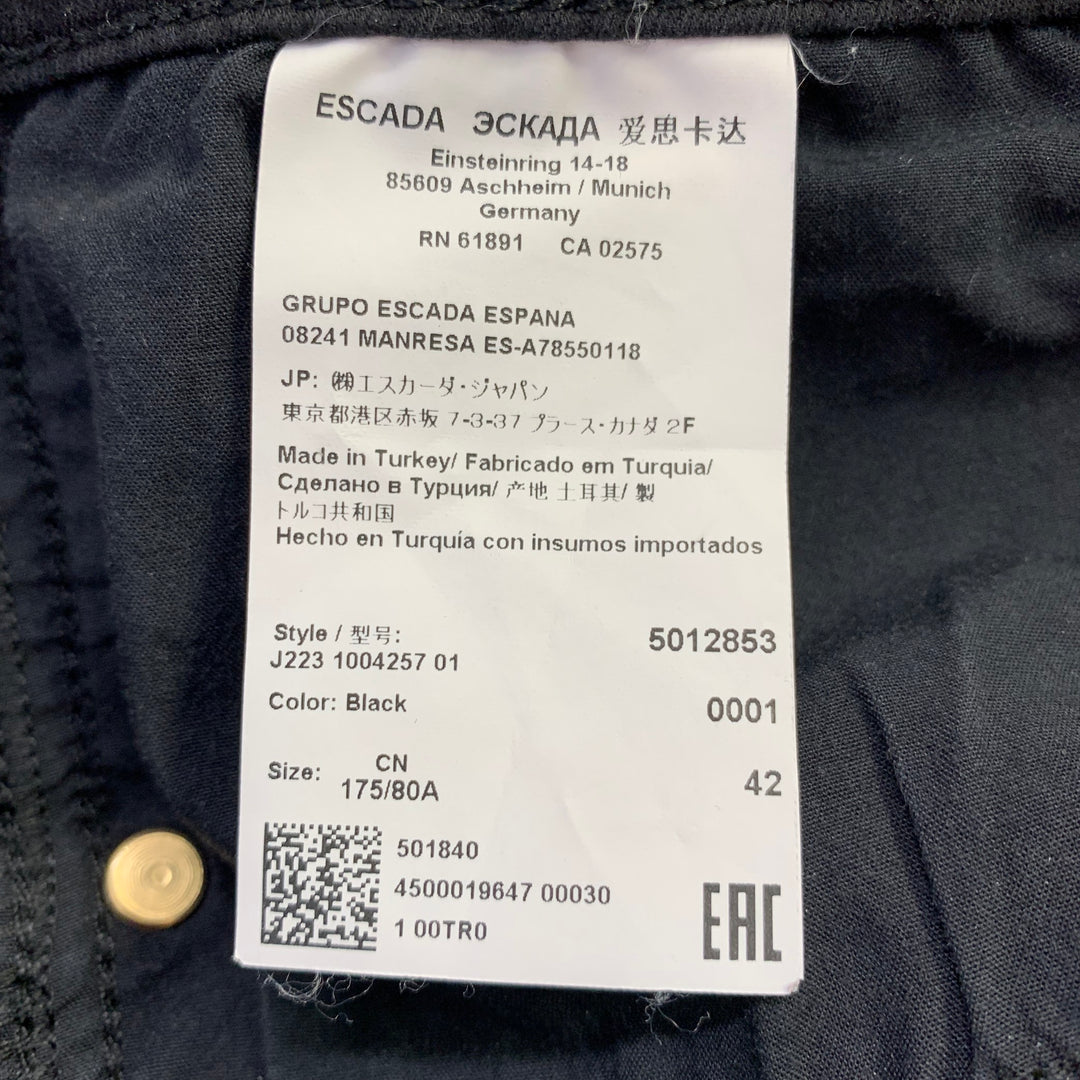 ESCADA ЭСКАДА 爱思卡达
Einsteinring 14-18
85609 Aschheim / Munich
Germany
RN 61891 CA 02575
GRUPO ESCADA ESPANA
08241 MANRESA ES-A78550118
JP: ㈱エスカーダ・ジャパン
東京都港区赤坂 7-3-37 プラース・カナダ 2F
Made in Turkey/ Fabricado em Turquia/
Сделано в Турция/ 产地 土耳其/ 製
トルコ共和国
Hecho en Turquía con insumos importados
Style / 型号: 5012853
J223 1004257 01
Color: Black 0001
Size: CN 42
175/80A
501840
4500019647 00030
1 00TR0
EAC